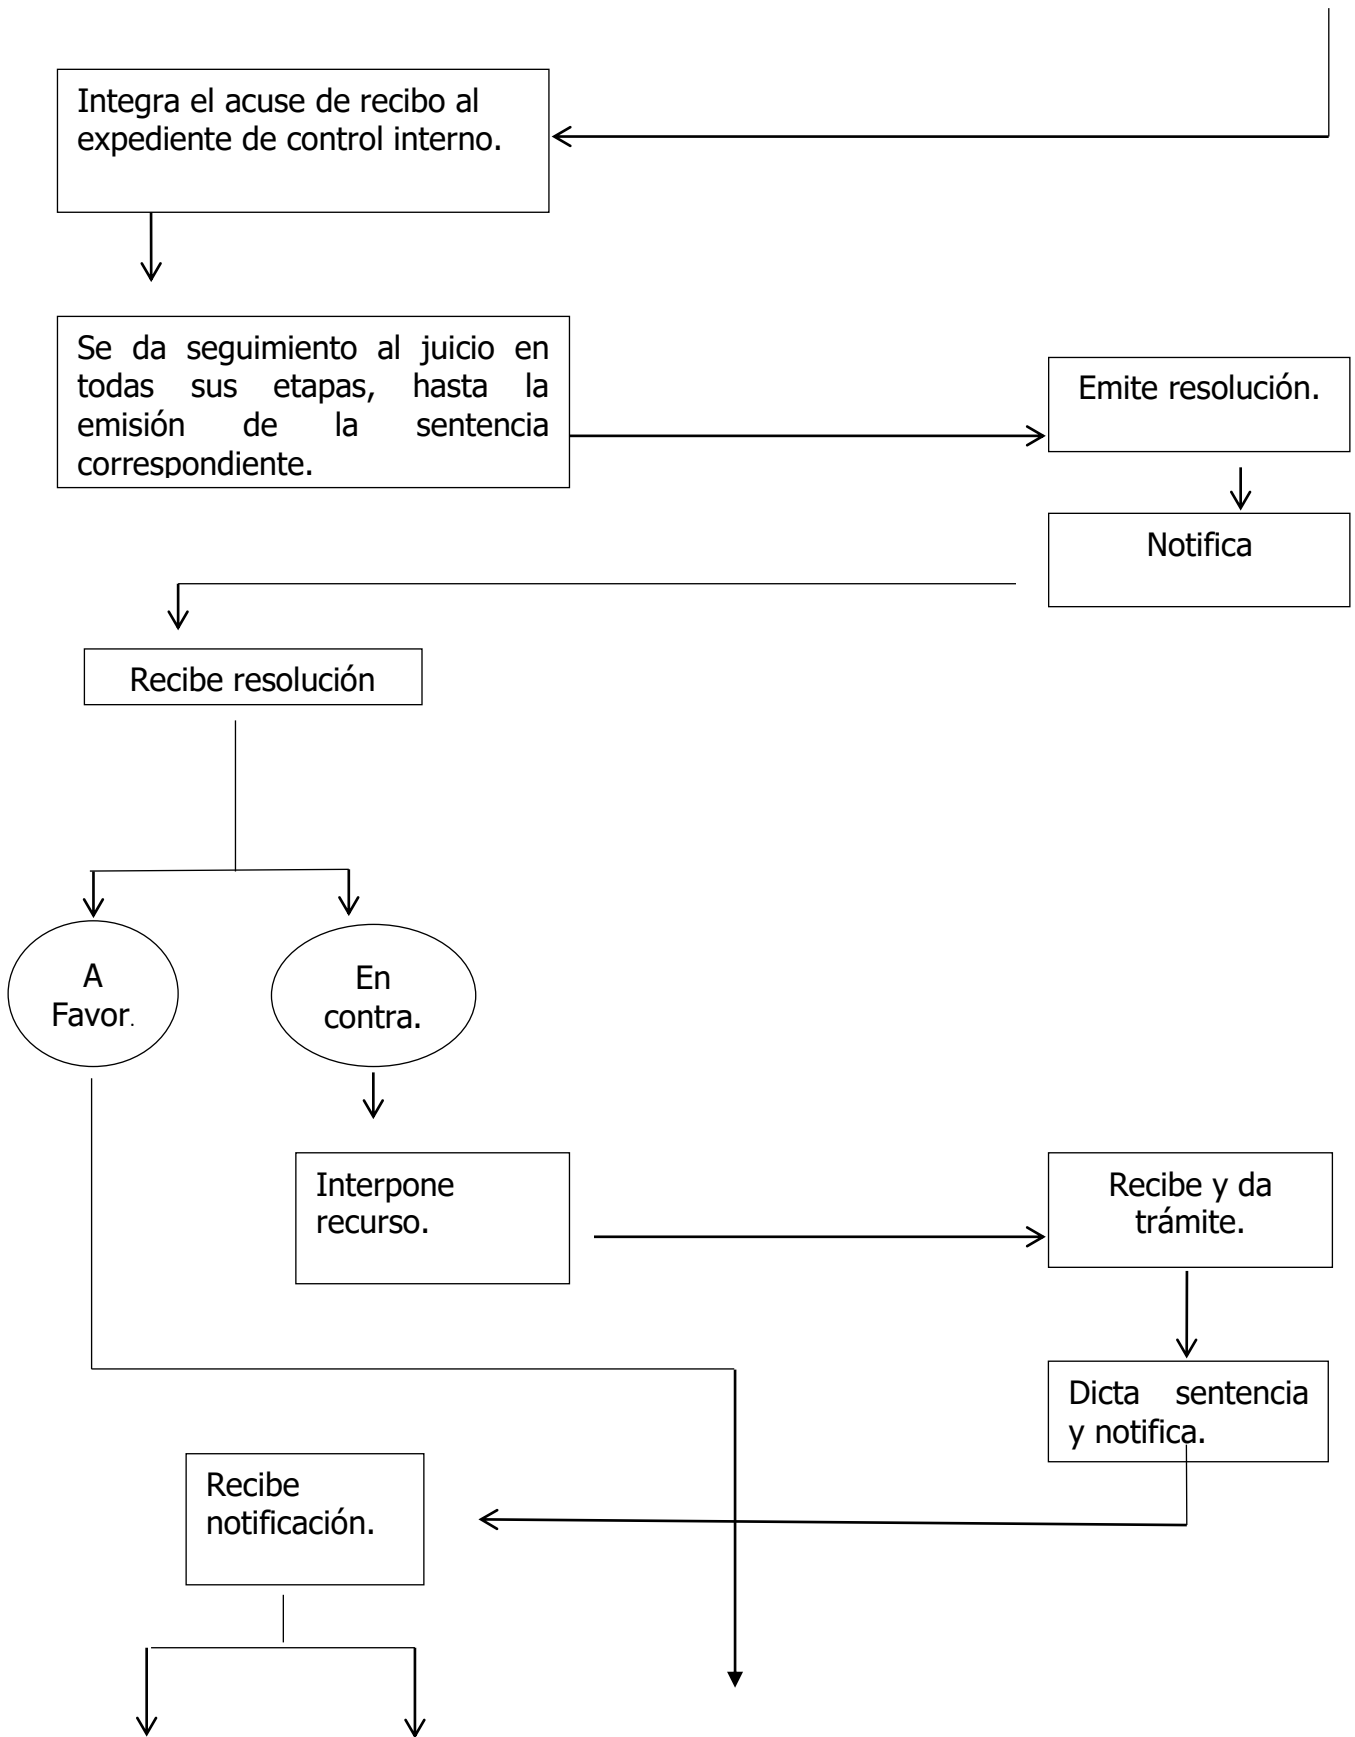 Integra el acuse de recibo al
expediente de control interno.
Se da seguimiento al juicio en
todas sus etapas, hasta la
emisión de la sentencia
correspondiente.
Emite resolución.
Notifica
Recibe resolución
A
Favor.
En
contra.
Interpone
recurso.
Recibe y da
trámite.
Dicta sentencia
y notifica.
Recibe
notificación.